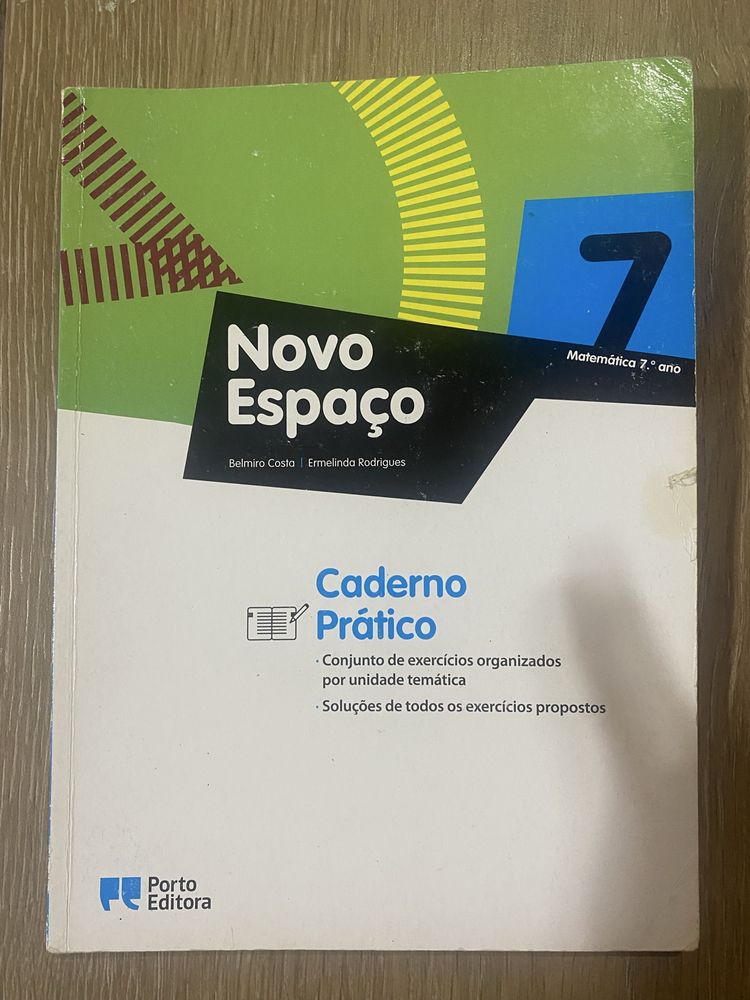 7
Matemática 7.º ano
Novo
Espaço
Belmiro Costa | Ermelinda Rodrigues
Caderno
Prático
· Conjunto de exercícios organizados
por unidade temática
· Soluções de todos os exercícios propostos
Porto
Editora